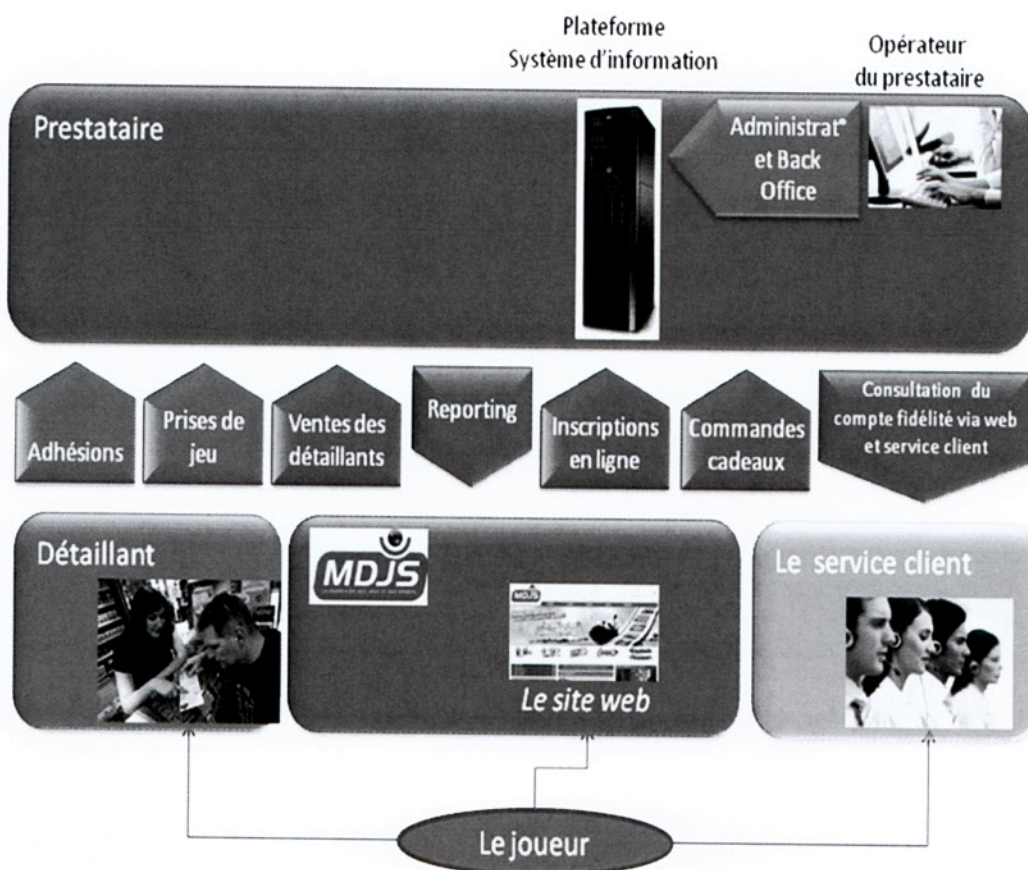 Plateforme
Système d'information
Opérateur
du prestataire
Prestataire
Administrat°
et Back
Office
Adhésions
Prises de
jeu
Ventes des
détaillants
Reporting
Inscriptions
en ligne
Commandes
cadeaux
Consultation du
compte fidélité via web
et service client
Détaillant
MDJS
MDJS
Le site web
Le service client
Le joueur